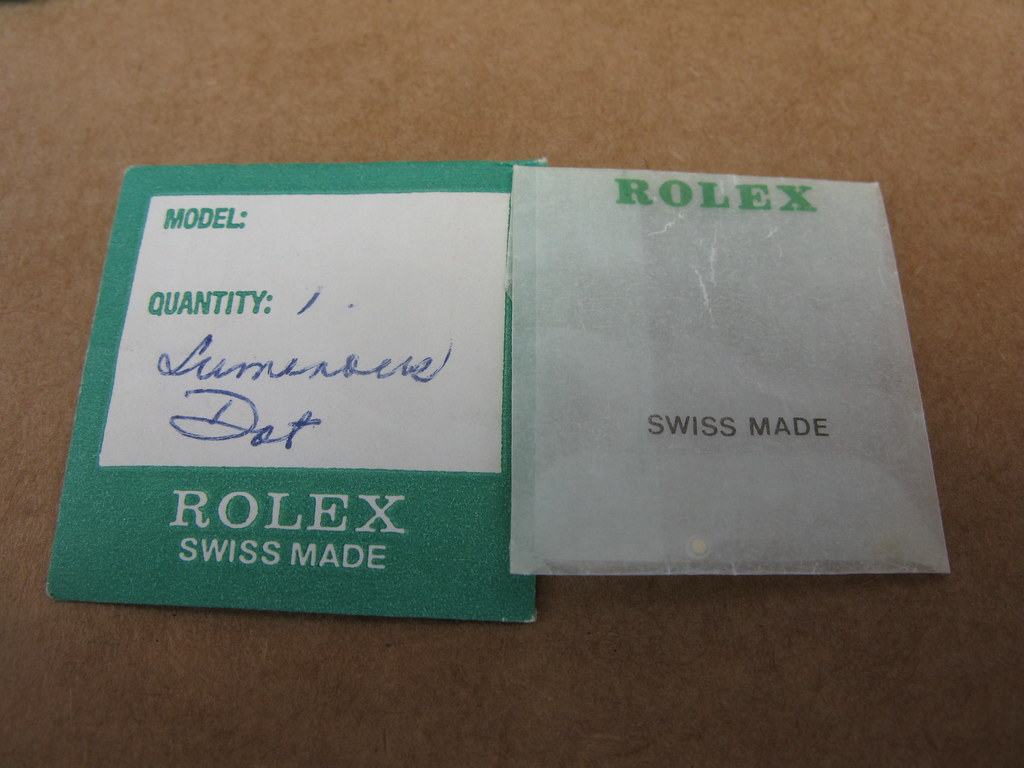 MODEL:
QUANTITY: 1.
Luminous
Dot
ROLEX
SWISS MADE
ROLEX
SWISS MADE